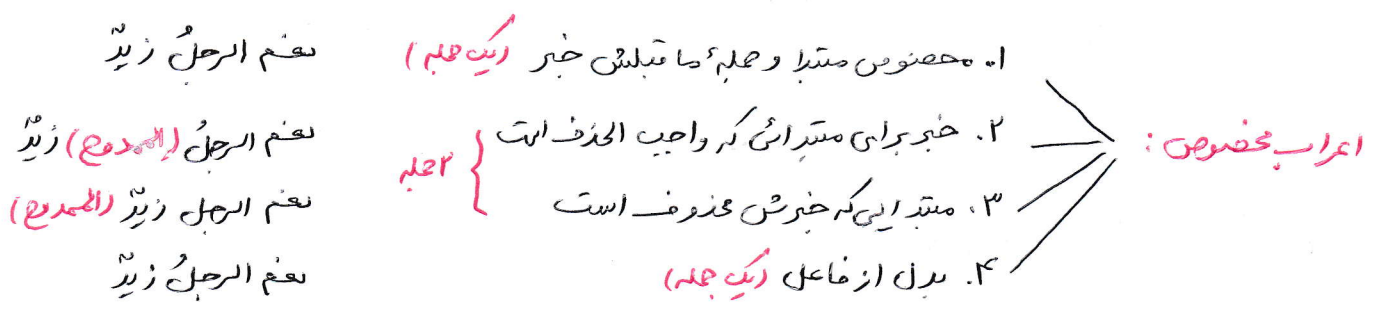 اعراب مخصوص :
۱. مخصوص مبتدا و جملهٔ ما قبلش خبر (یک جمله) نعم الرجلُ زیدٌ
۲. خبر برای مبتدائی که واجب الحذف است نعم الرجلُ (الممدوح) زیدٌ
۲ جمله
۳. مبتدایی که خبرش محذوف است نعم الرجل زیدٌ (الممدوح)
۴. بدل از فاعل (یک جمله) نعم الرجلُ زیدٌ